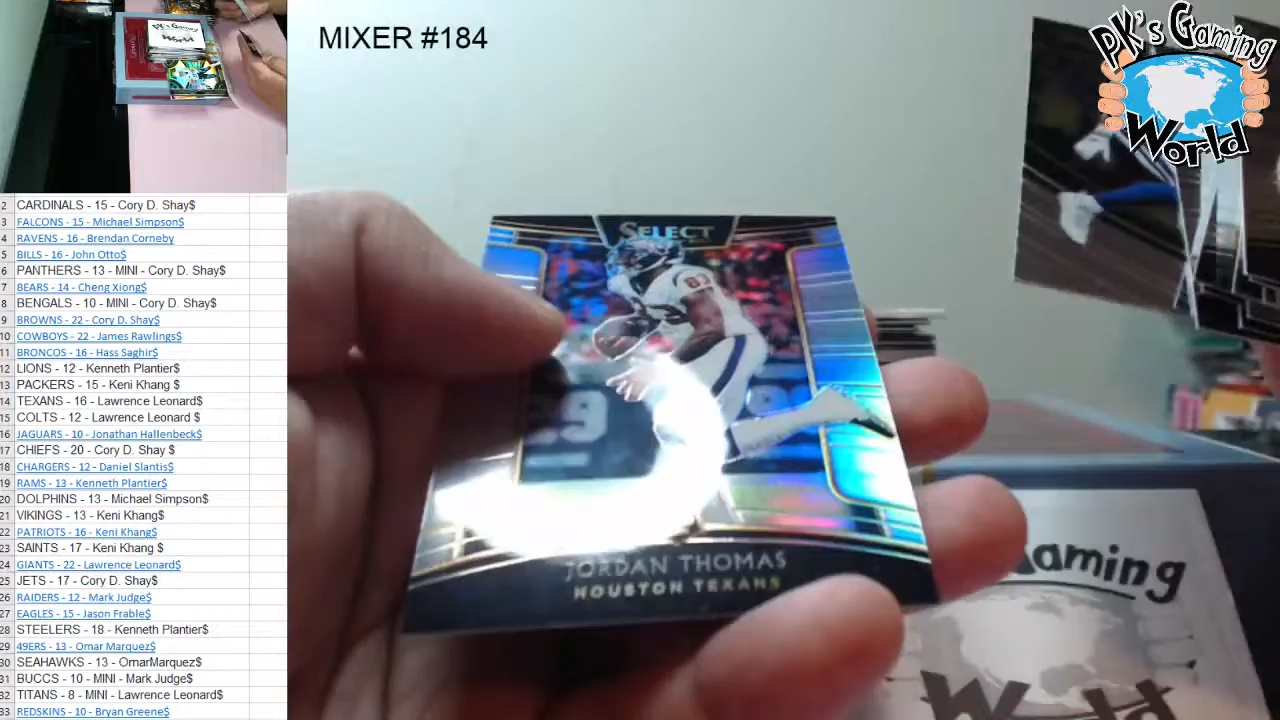 MIXER #184
PK's Gaming
World
PK's Gaming
World
2 CARDINALS - 15 - Cory D. Shay$
3 FALCONS - 15 - Michael Simpson$
4 RAVENS - 16 - Brendan Corneby
5 BILLS - 16 - John Otto$
6 PANTHERS - 13 - MINI - Cory D. Shay$
7 BEARS - 14 - Cheng Xiong$
8 BENGALS - 10 - MINI - Cory D. Shay$
9 BROWNS - 22 - Cory D. Shay$
10 COWBOYS - 22 - James Rawlings$
11 BRONCOS - 16 - Hass Saghir$
12 LIONS - 12 - Kenneth Plantier$
13 PACKERS - 15 - Keni Khang $
14 TEXANS - 16 - Lawrence Leonard$
15 COLTS - 12 - Lawrence Leonard $
16 JAGUARS - 10 - Jonathan Hallenbeck$
17 CHIEFS - 20 - Cory D. Shay $
18 CHARGERS - 12 - Daniel Slantis$
19 RAMS - 13 - Kenneth Plantier$
20 DOLPHINS - 13 - Michael Simpson$
21 VIKINGS - 13 - Keni Khang$
22 PATRIOTS - 16 - Keni Khang$
23 SAINTS - 17 - Keni Khang $
24 GIANTS - 22 - Lawrence Leonard$
25 JETS - 17 - Cory D. Shay$
26 RAIDERS - 12 - Mark Judge$
27 EAGLES - 15 - Jason Frable$
28 STEELERS - 18 - Kenneth Plantier$
29 49ERS - 13 - Omar Marquez$
30 SEAHAWKS - 13 - OmarMarquez$
31 BUCCS - 10 - MINI - Mark Judge$
32 TITANS - 8 - MINI - Lawrence Leonard$
33 REDSKINS - 10 - Bryan Greene$
SELECT
83
JORDAN THOMAS
HOUSTON TEXANS
Gaming
World